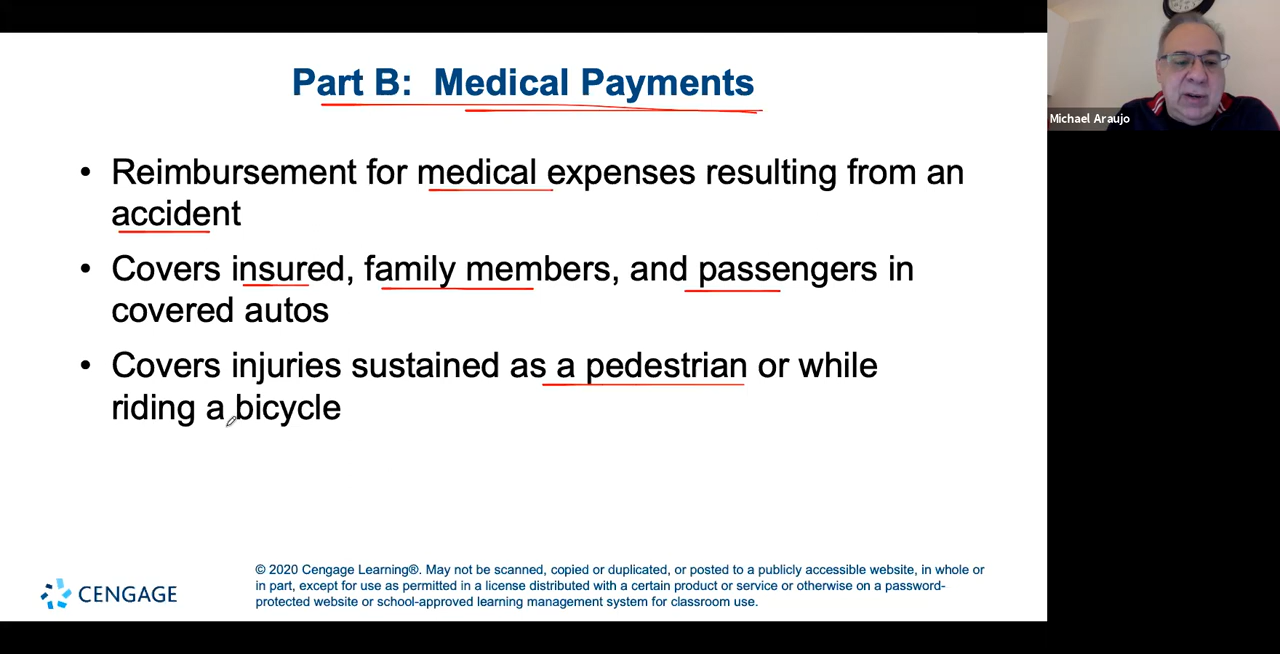 Part B: Medical Payments
• Reimbursement for medical expenses resulting from an
accident
• Covers insured, family members, and passengers in
covered autos
• Covers injuries sustained as a pedestrian or while
riding a bicycle
CENGAGE
© 2020 Cengage Learning®. May not be scanned, copied or duplicated, or posted to a publicly accessible website, in whole or
in part, except for use as permitted in a license distributed with a certain product or service or otherwise on a password-
protected website or school-approved learning management system for classroom use.
Michael Araujo